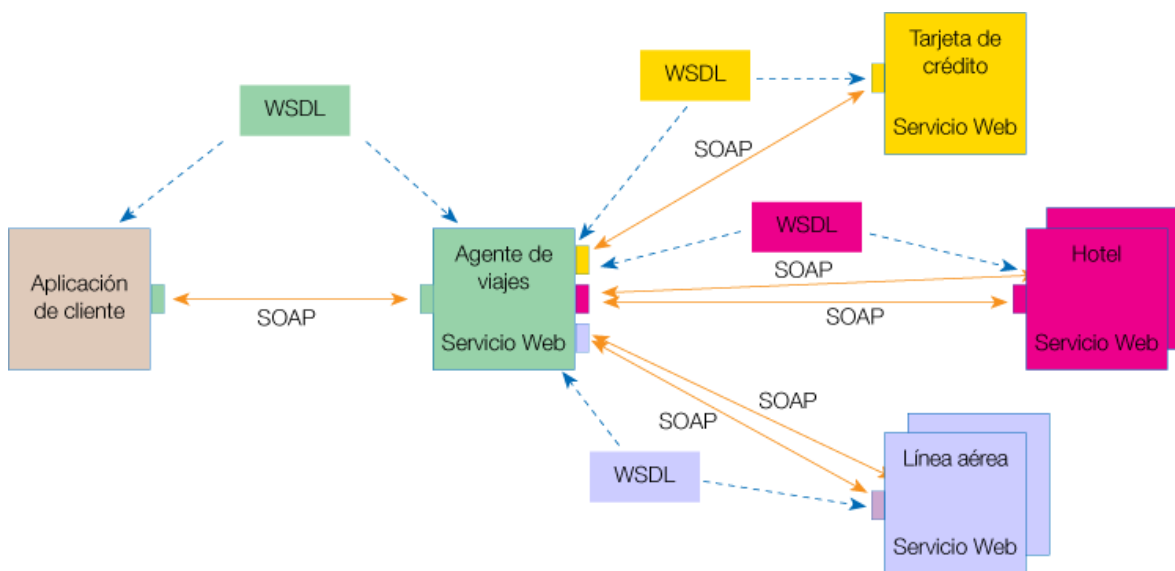 Tarjeta de
crédito
Servicio Web
WSDL
WSDL
SOAP
WSDL
Aplicación
de cliente
SOAP
Agente de
viajes
Servicio Web
SOAP
SOAP
Hotel
Servicio Web
SOAP
SOAP
WSDL
Línea aérea
Servicio Web